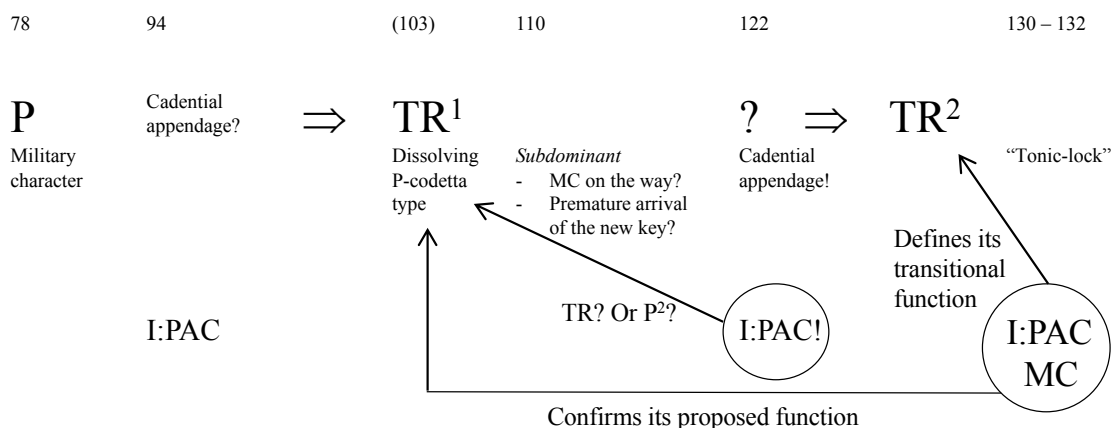 78 94 (103) 110 122 130 – 132
P Cadential ⇒ TR¹ ? ⇒ TR²
appendage?
Military
character
Dissolving
P-codetta
type
Subdominant
- MC on the way?
- Premature arrival
of the new key?
Cadential
appendage!
“Tonic-lock”
Defines its
transitional
function
TR? Or P²?
I:PAC
I:PAC!
I:PAC
MC
Confirms its proposed function